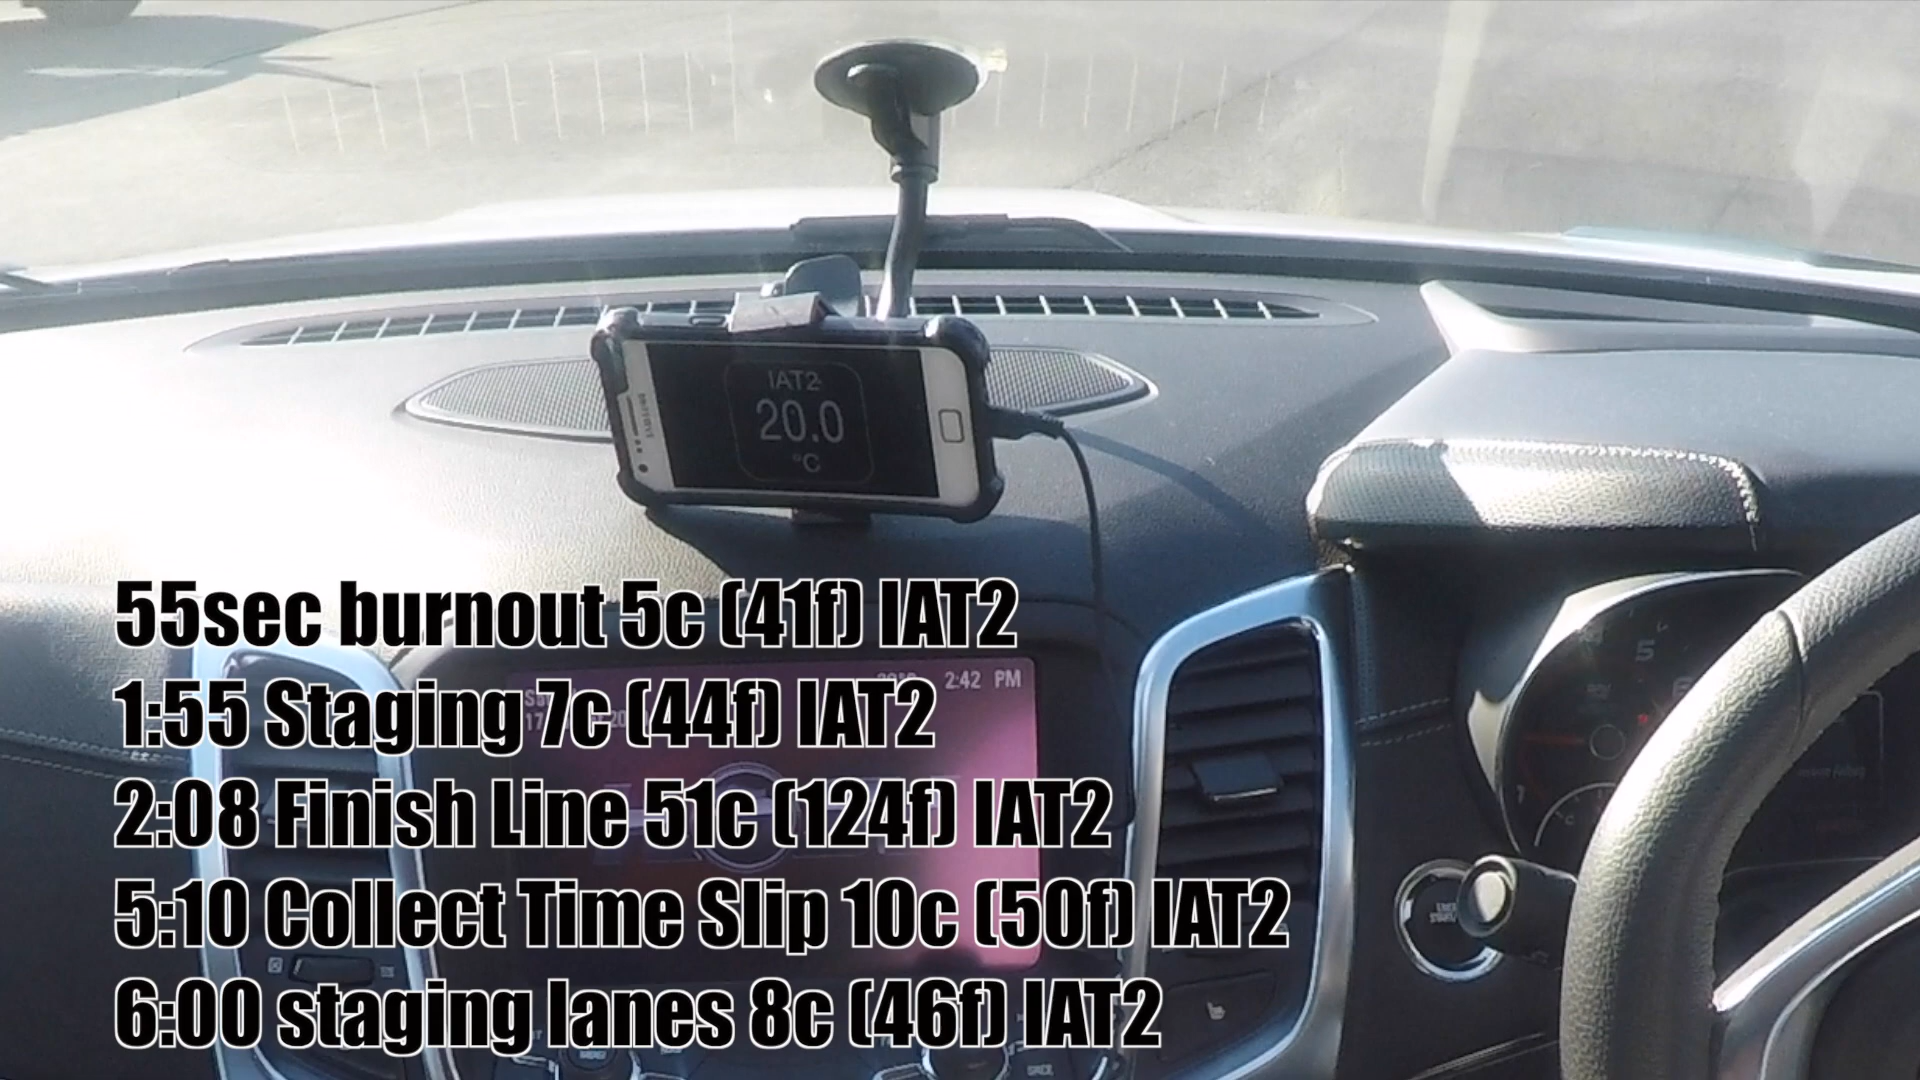 IAT2
20.0
°C
55sec burnout 5c (41f) IAT2
2:42 PM
1:55 Staging 7c (44f) IAT2
2:08 Finish Line 51c (124f) IAT2
5:10 Collect Time Slip 10c (50f) IAT2
6:00 staging lanes 8c (46f) IAT2
5